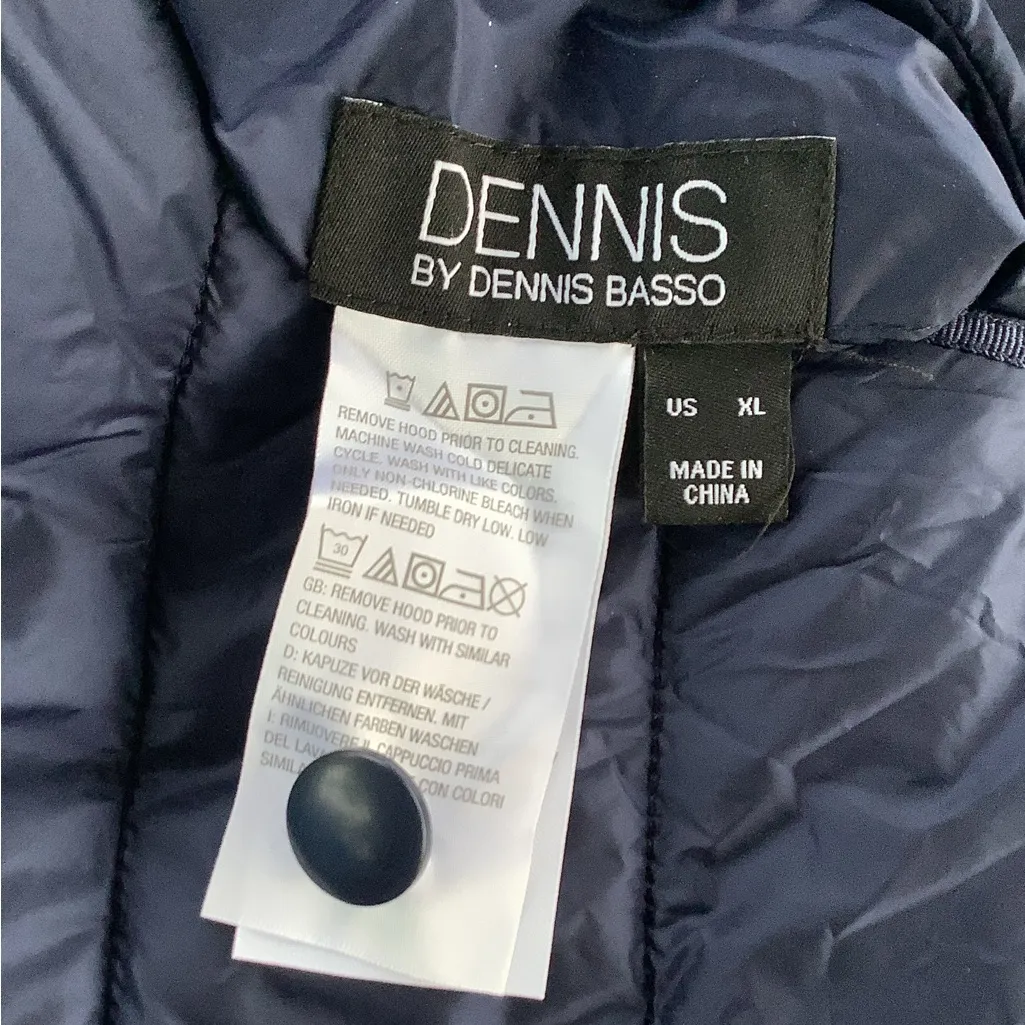 DENNIS
BY DENNIS BASSO
US XL
MADE IN
CHINA
REMOVE HOOD PRIOR TO CLEANING.
MACHINE WASH COLD DELICATE
CYCLE. WASH WITH LIKE COLORS.
ONLY NON-CHLORINE BLEACH WHEN
NEEDED. TUMBLE DRY LOW. LOW
IRON IF NEEDED
30
GB: REMOVE HOOD PRIOR TO
CLEANING. WASH WITH SIMILAR
COLOURS
D: KAPUZE VOR DER WÄSCHE /
REINIGUNG ENTFERNEN. MIT
ÄHNLICHEN FARBEN WASCHEN
I: RIMUOVERE IL CAPPUCCIO PRIMA
DEL
CON COLORI